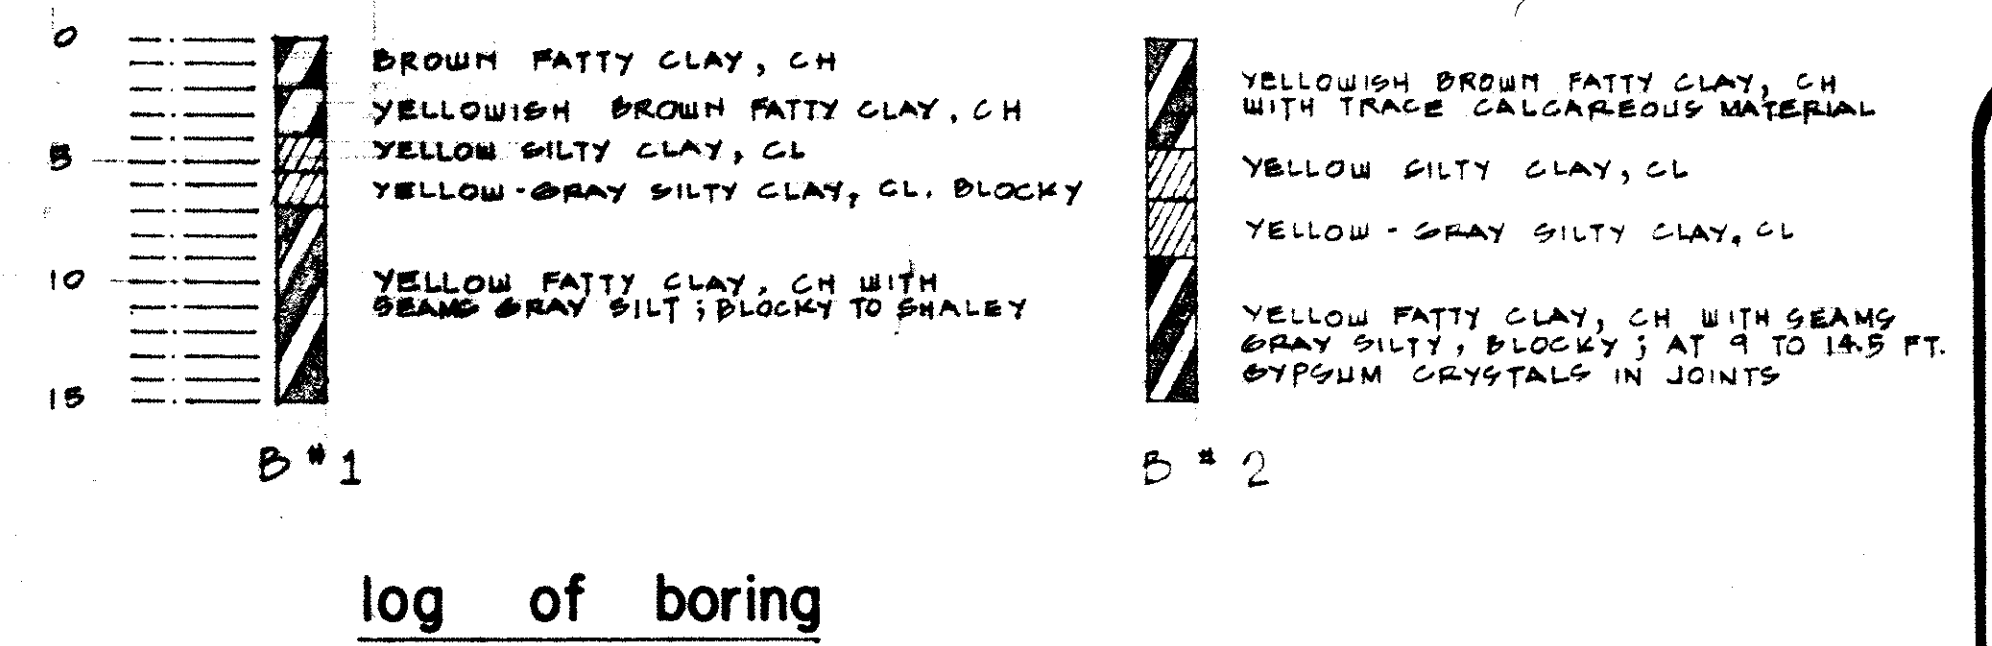 0
5
10
15
BROWN FATTY CLAY, CH
YELLOWISH BROWN FATTY CLAY, CH
YELLOW SILTY CLAY, CL
YELLOW-GRAY SILTY CLAY, CL. BLOCKY
YELLOW FATTY CLAY, CH WITH
SEAMS GRAY SILT; BLOCKY TO SHALEY
B #1
YELLOWISH BROWN FATTY CLAY, CH
WITH TRACE CALCAREOUS MATERIAL
YELLOW SILTY CLAY, CL
YELLOW - GRAY SILTY CLAY, CL
YELLOW FATTY CLAY, CH WITH SEAMS
GRAY SILTY, BLOCKY; AT 9 TO 14.5 FT.
GYPSUM CRYSTALS IN JOINTS
B # 2
log of boring